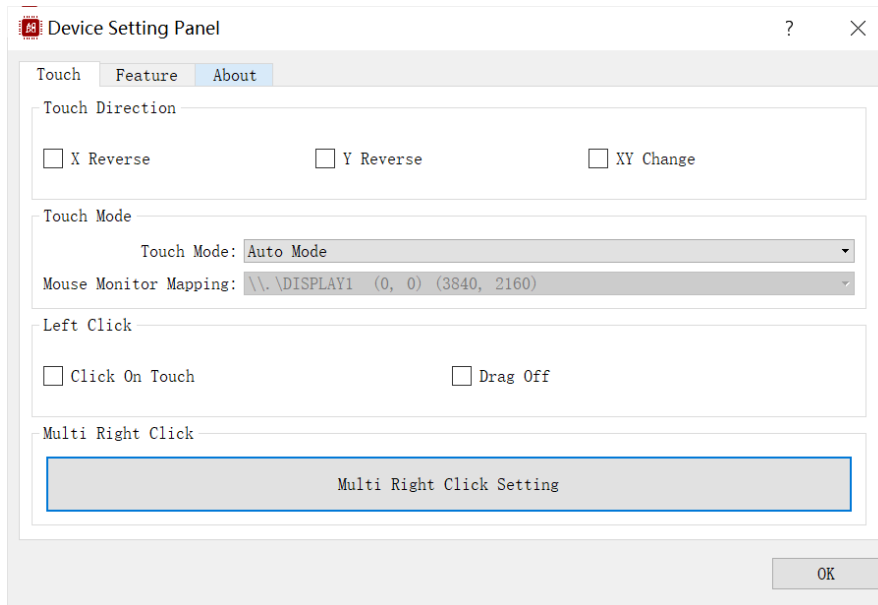 Device Setting Panel ?
Touch Feature About
Touch Direction
X Reverse Y Reverse XY Change
Touch Mode
Touch Mode: Auto Mode
Mouse Monitor Mapping: \\.\DISPLAY1 (0, 0) (3840, 2160)
Left Click
Click On Touch Drag Off
Multi Right Click
Multi Right Click Setting
OK